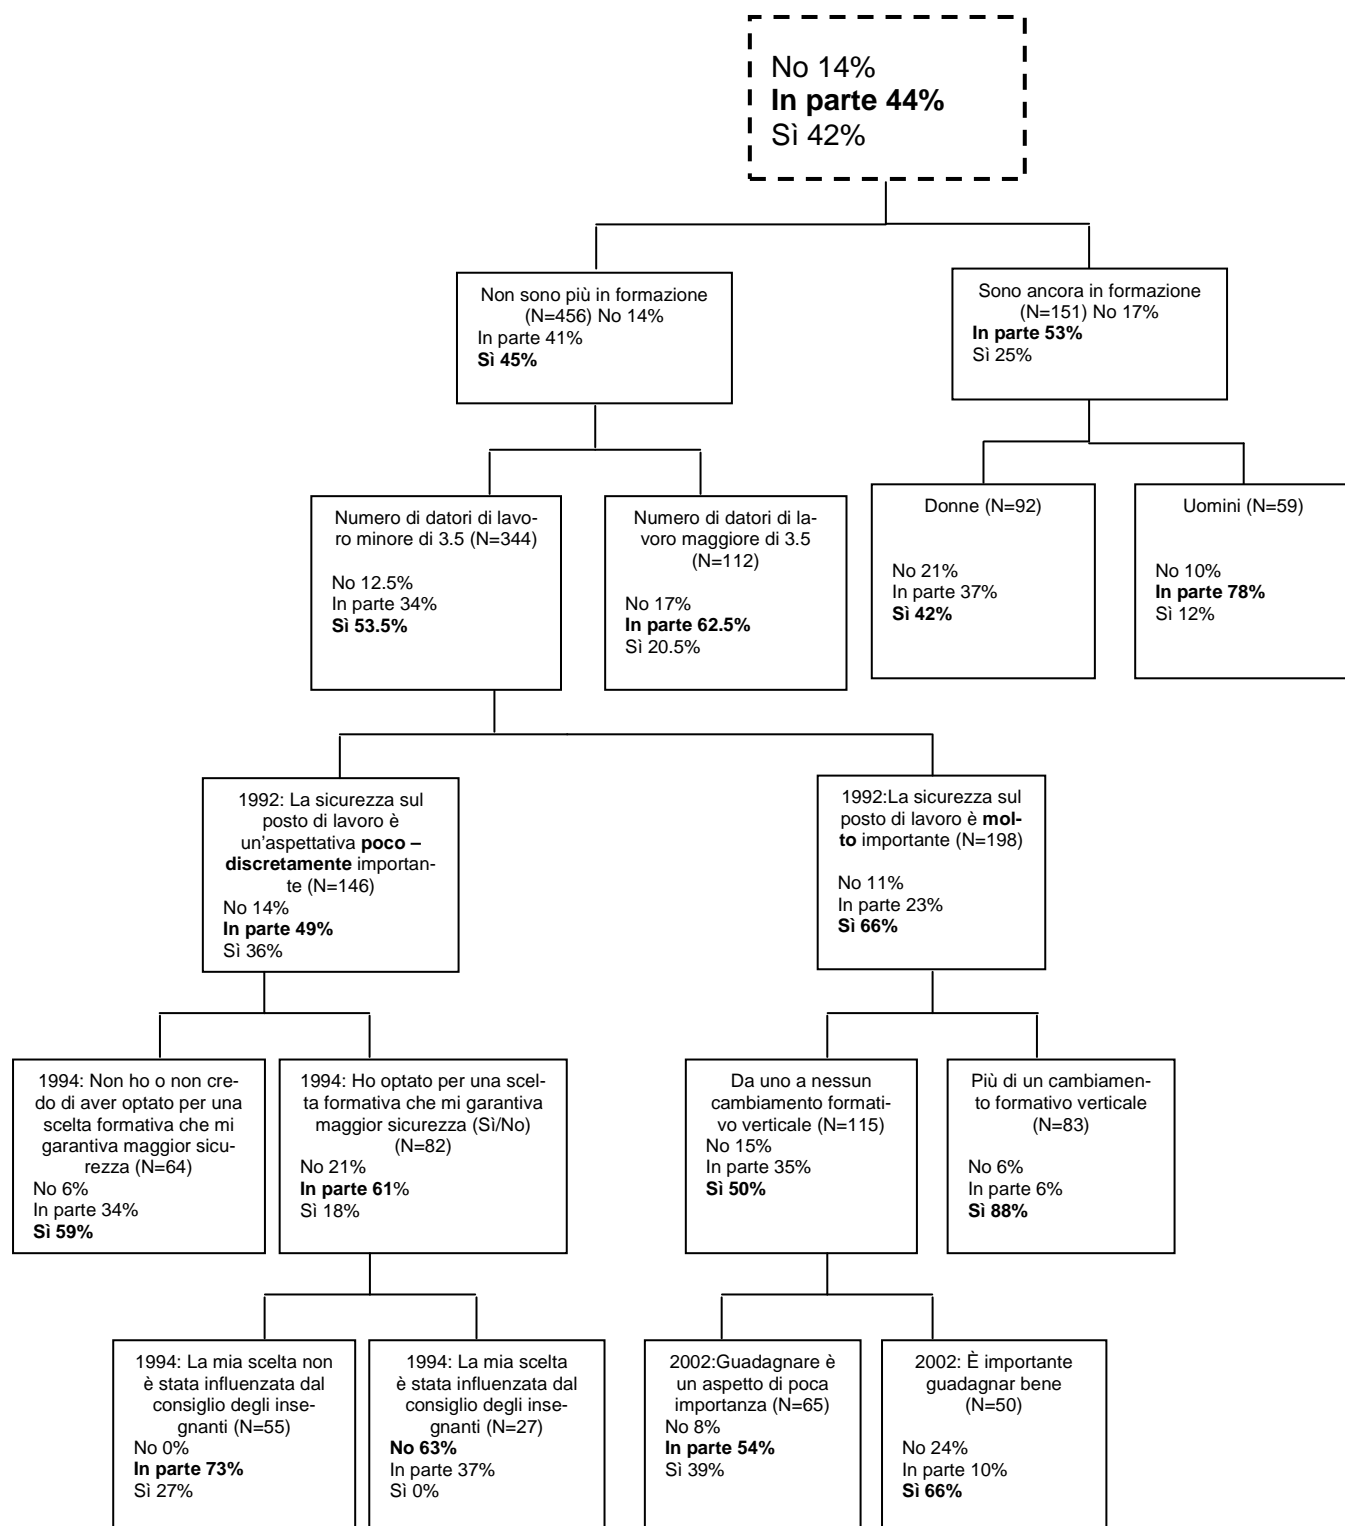 No 14%
In parte 44%
Sì 42%
Non sono più in formazione
(N=456) No 14%
In parte 41%
Sì 45%
Sono ancora in formazione
(N=151) No 17%
In parte 53%
Sì 25%
Numero di datori di lavo-
ro minore di 3.5 (N=344)
No 12.5%
In parte 34%
Sì 53.5%
Numero di datori di la-
voro maggiore di 3.5
(N=112)
No 17%
In parte 62.5%
Sì 20.5%
Donne (N=92)
No 21%
In parte 37%
Sì 42%
Uomini (N=59)
No 10%
In parte 78%
Sì 12%
1992: La sicurezza sul
posto di lavoro è
un'aspettativa poco –
discretamente importan-
te (N=146)
No 14%
In parte 49%
Sì 36%
1992:La sicurezza sul
posto di lavoro è mol-
to importante (N=198)
No 11%
In parte 23%
Sì 66%
1994: Non ho o non cre-
do di aver optato per una
scelta formativa che mi
garantiva maggior sicu-
rezza (N=64)
No 6%
In parte 34%
Sì 59%
1994: Ho optato per una scel-
ta formativa che mi garantiva
maggior sicurezza (Sì/No)
(N=82)
No 21%
In parte 61%
Sì 18%
Da uno a nessun
cambiamento formati-
vo verticale (N=115)
No 15%
In parte 35%
Sì 50%
Più di un cambiamen-
to formativo verticale
(N=83)
No 6%
In parte 6%
Sì 88%
1994: La mia scelta non
è stata influenzata dal
consiglio degli inse-
gnanti (N=55)
No 0%
In parte 73%
Sì 27%
1994: La mia scelta
è stata influenzata dal
consiglio degli inse-
gnanti (N=27)
No 63%
In parte 37%
Sì 0%
2002:Guadagnare è
un aspetto di poca
importanza (N=65)
No 8%
In parte 54%
Sì 39%
2002: È importante
guadagnar bene
(N=50)
No 24%
In parte 10%
Sì 66%